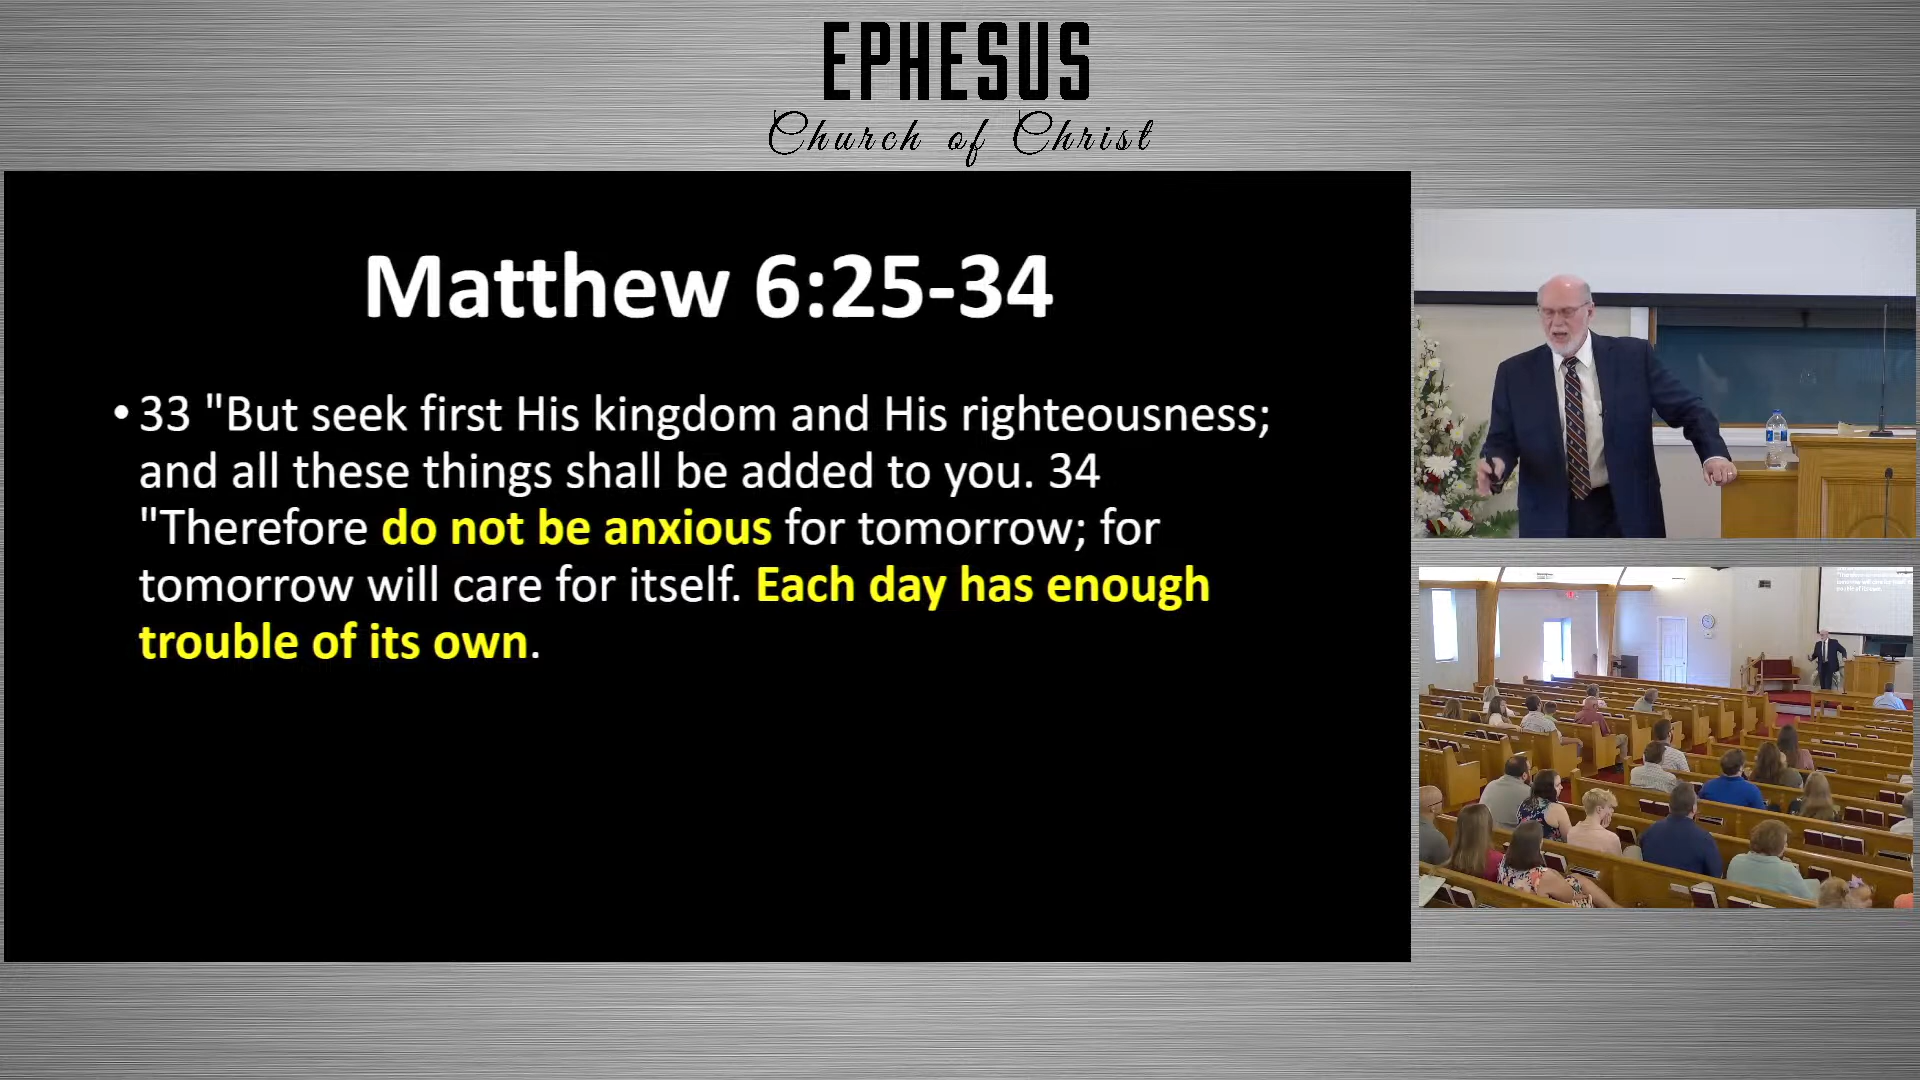 EPHESUS
Church of Christ
Matthew 6:25-34
• 33 "But seek first His kingdom and His righteousness;
and all these things shall be added to you. 34
"Therefore do not be anxious for tomorrow; for
tomorrow will care for itself. Each day has enough
trouble of its own.